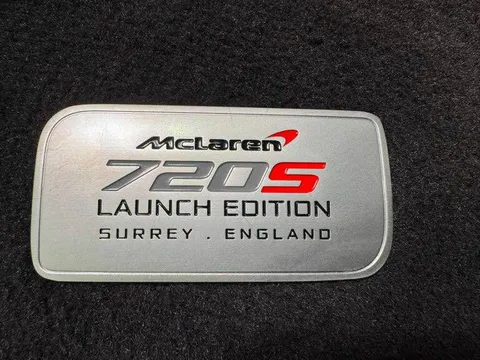 McLaren
720S
LAUNCH EDITION
SURREY . ENGLAND